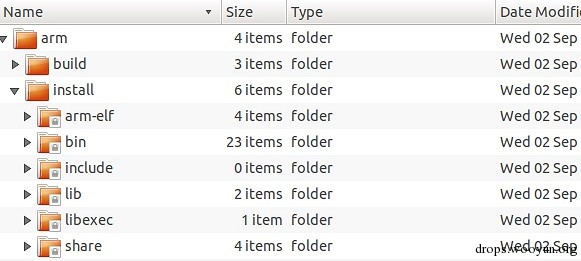 Name Size Type Date Modifi
arm 4 items folder Wed 02 Sep
build 3 items folder Wed 02 Sep
install 6 items folder Wed 02 Sep
arm-elf 4 items folder Wed 02 Sep
bin 23 items folder Wed 02 Sep
include 0 items folder Wed 02 Sep
lib 2 items folder Wed 02 Sep
libexec 1 item folder Wed 02 Sep
share 4 items folder Wed 02 Sep
drops.wooyun.org